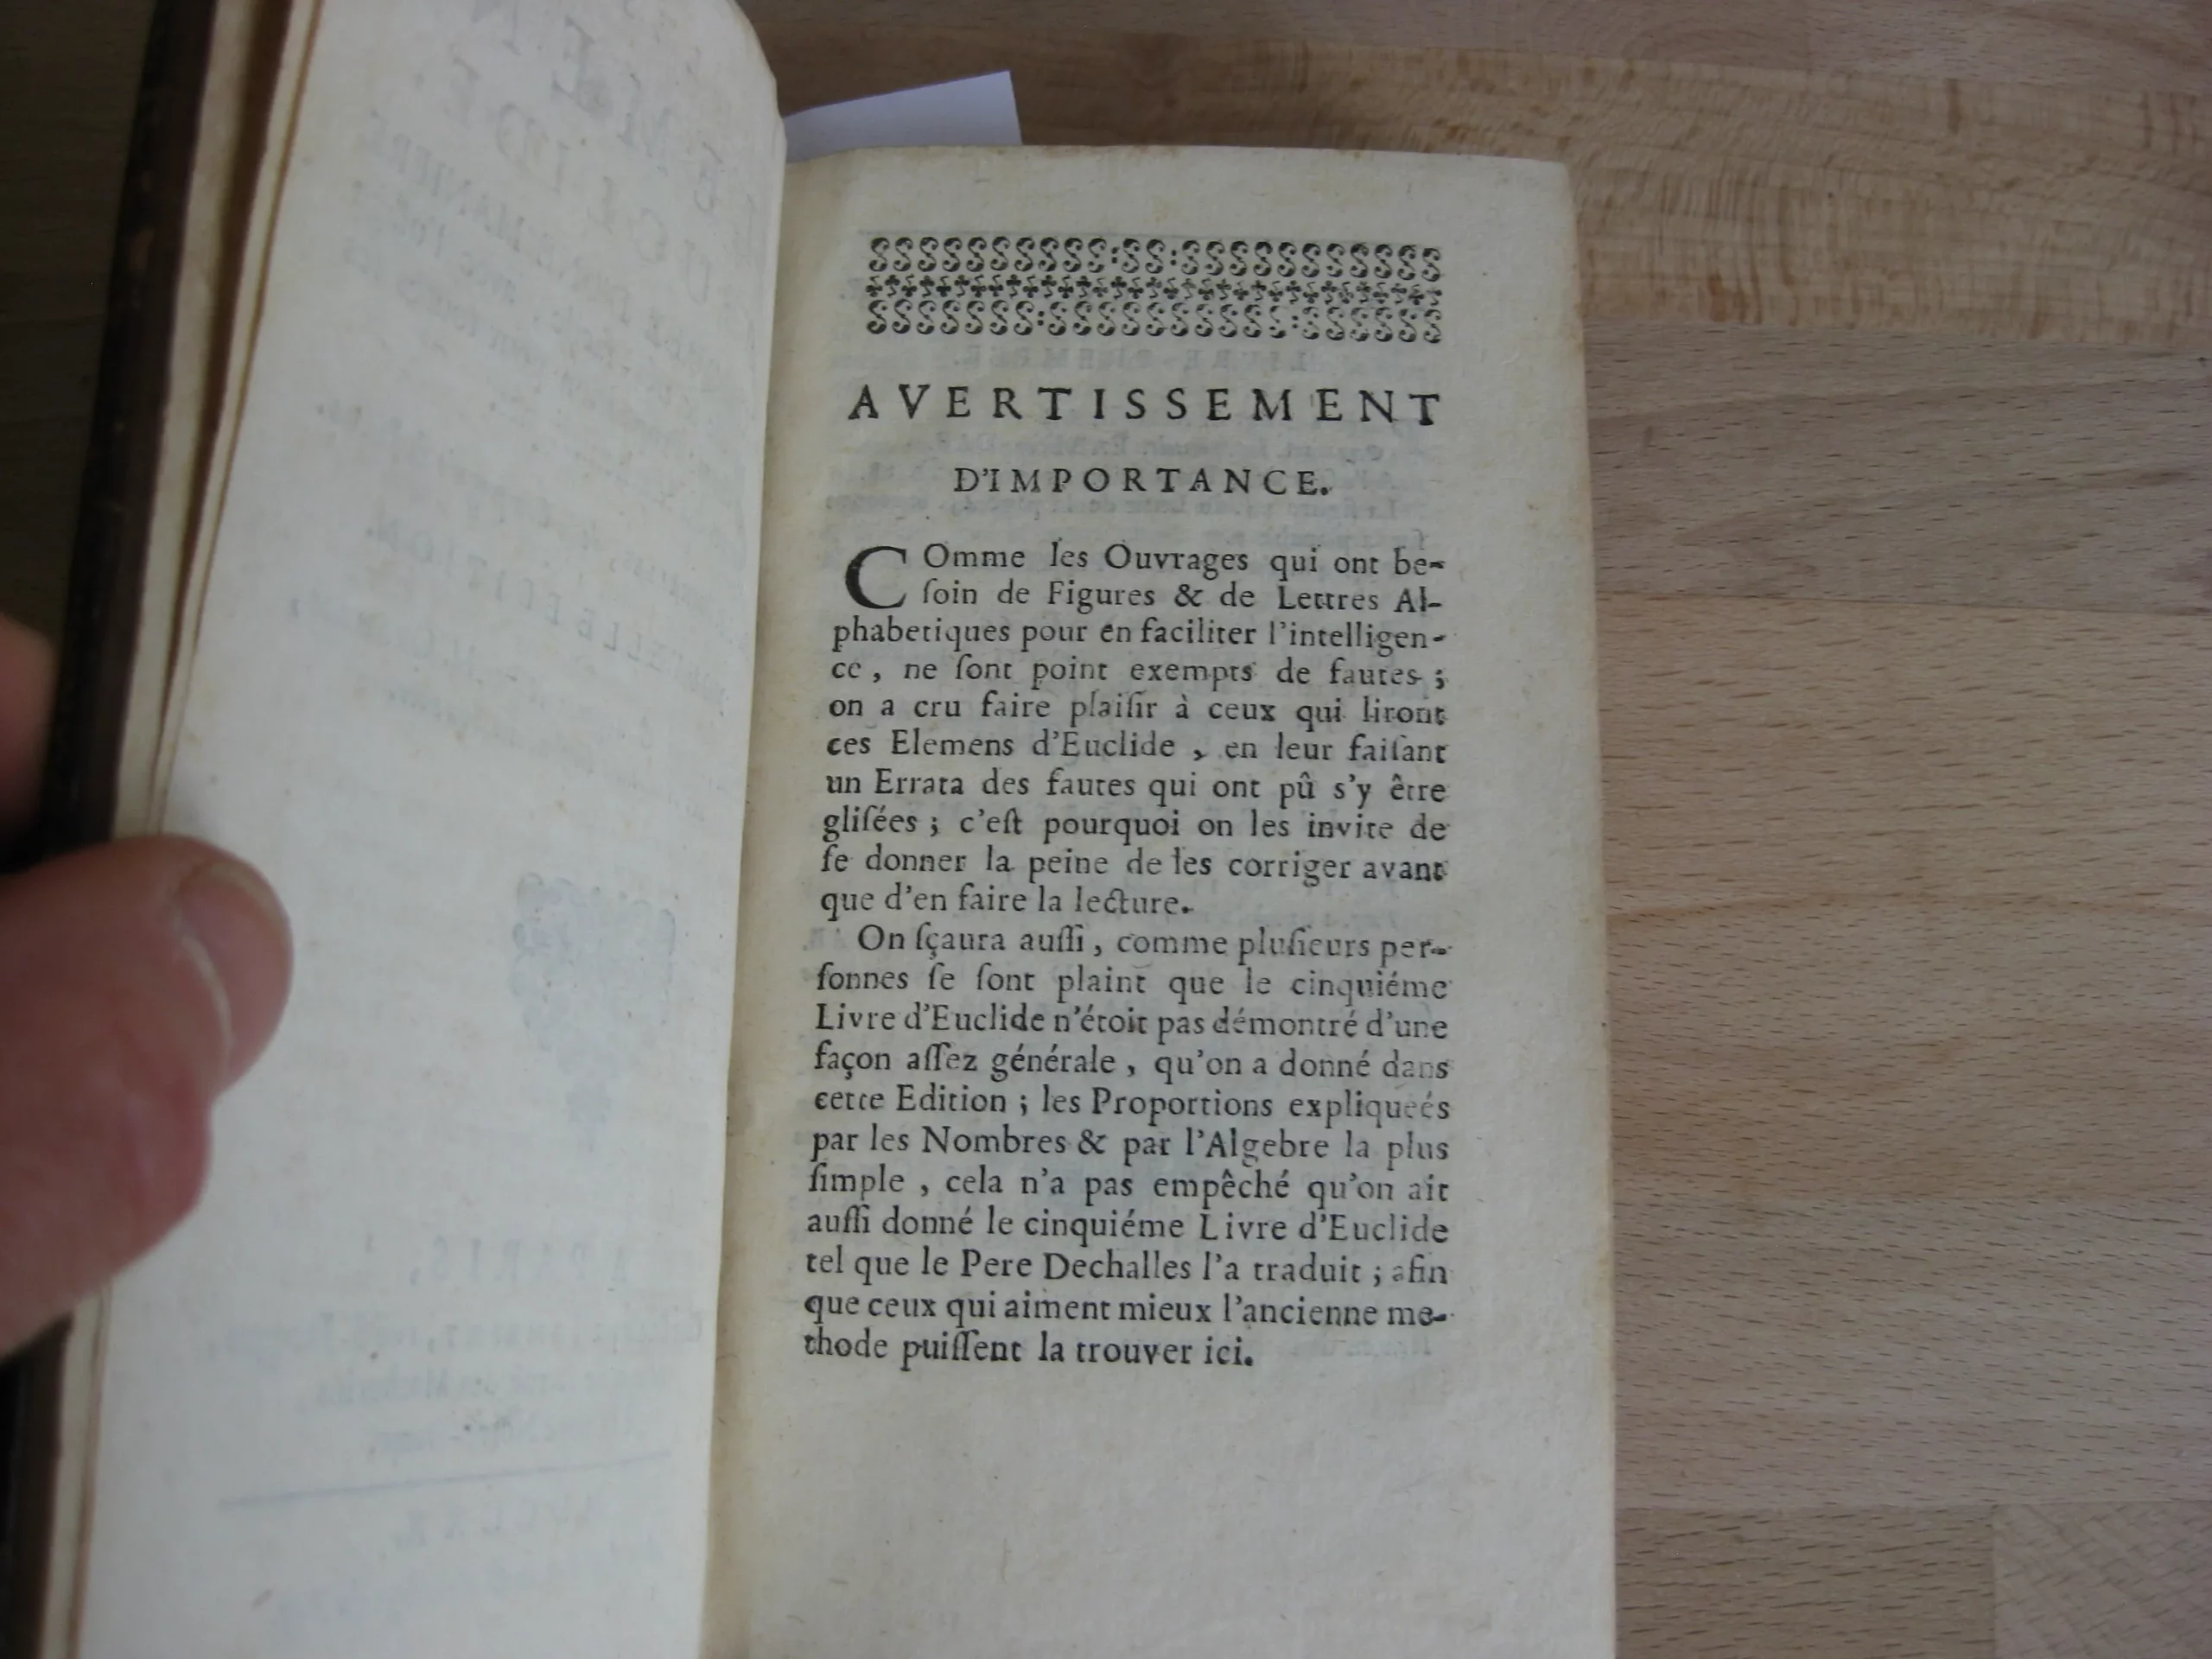 AVERTISSEMENT
D'IMPORTANCE.
COmme les Ouvrages qui ont be-
ſoin de Figures & de Lettres Al-
phabetiques pour en faciliter l'intelligen-
ce, ne ſont point exempts de fautes ;
on a cru faire plaiſir à ceux qui liront
ces Elemens d'Euclide , en leur faiſant
un Errata des fautes qui ont pû s'y être
gliſées ; c'eſt pourquoi on les invite de
ſe donner la peine de les corriger avant
que d'en faire la lecture.
On ſçaura auſſi, comme pluſieurs per-
ſonnes ſe ſont plaint que le cinquiéme
Livre d'Euclide n'étoit pas démontré d'une
façon aſſez générale , qu'on a donné dans
cette Edition ; les Proportions expliqueés
par les Nombres & par l'Algebre la plus
ſimple , cela n'a pas empêché qu'on ait
auſſi donné le cinquiéme Livre d'Euclide
tel que le Pere Dechalles l'a traduit ; afin
que ceux qui aiment mieux l'ancienne me-
thode puiſſent la trouver ici.